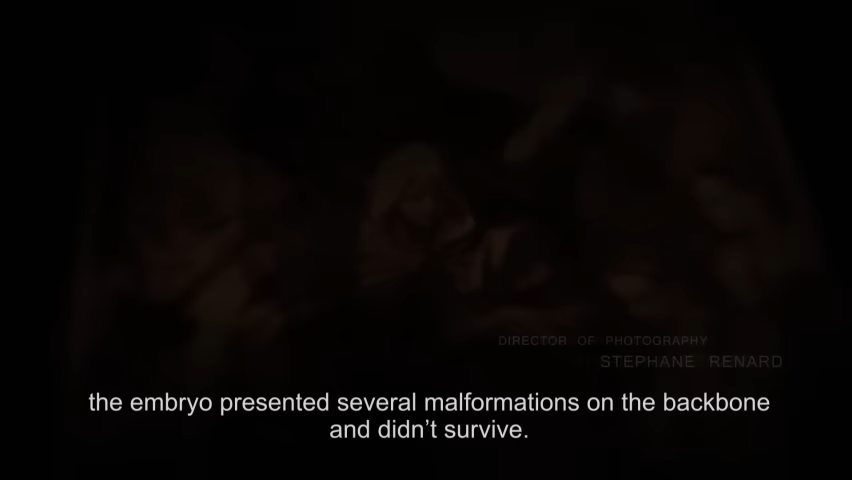 DIRECTOR OF PHOTOGRAPHY
STEPHANE RENARD
the embryo presented several malformations on the backbone
and didn't survive.